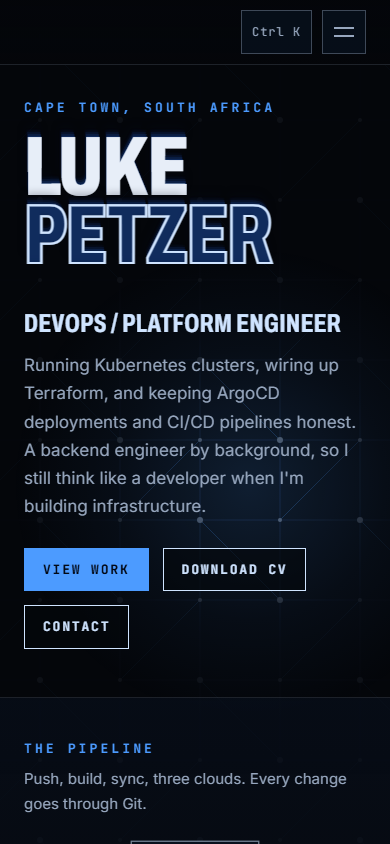 Ctrl K
CAPE TOWN, SOUTH AFRICA
LUKE
PETZER
DEVOPS / PLATFORM ENGINEER
Running Kubernetes clusters, wiring up
Terraform, and keeping ArgoCD
deployments and CI/CD pipelines honest.
A backend engineer by background, so I
still think like a developer when I'm
building infrastructure.
VIEW WORK
DOWNLOAD CV
CONTACT
THE PIPELINE
Push, build, sync, three clouds. Every change
goes through Git.